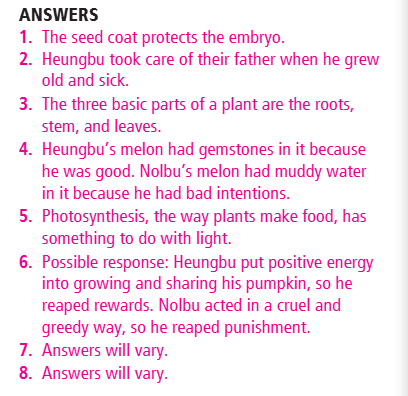 ANSWERS
1. The seed coat protects the embryo.
2. Heungbu took care of their father when he grew
old and sick.
3. The three basic parts of a plant are the roots,
stem, and leaves.
4. Heungbu's melon had gemstones in it because
he was good. Nolbu's melon had muddy water
in it because he had bad intentions.
5. Photosynthesis, the way plants make food, has
something to do with light.
6. Possible response: Heungbu put positive energy
into growing and sharing his pumpkin, so he
reaped rewards. Nolbu acted in a cruel and
greedy way, so he reaped punishment.
7. Answers will vary.
8. Answers will vary.